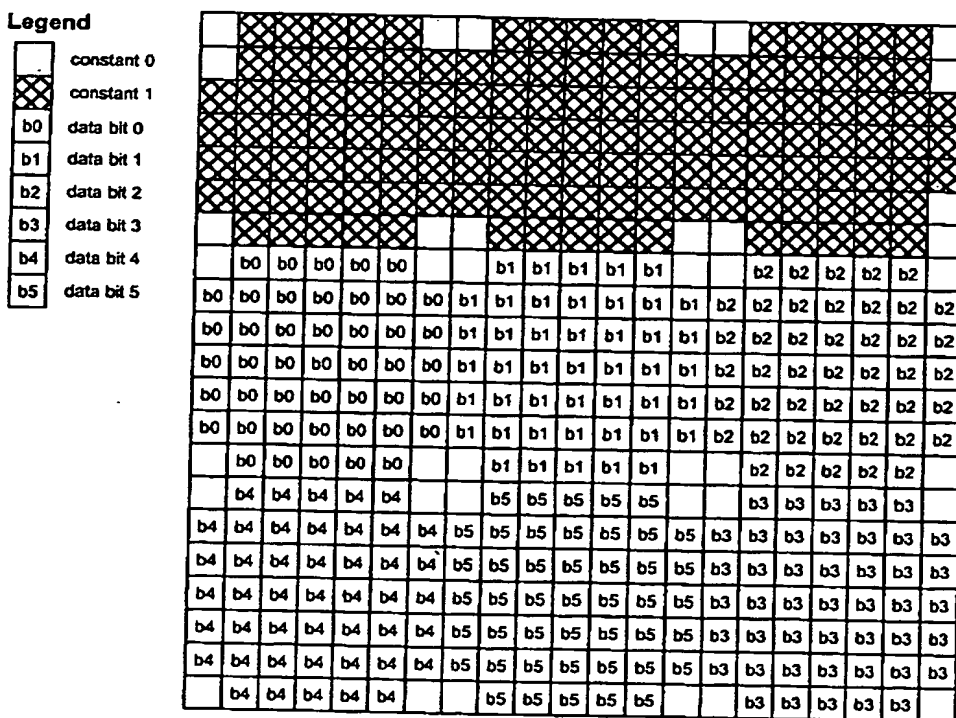 Legend
constant 0
constant 1
b0 data bit 0
b1 data bit 1
b2 data bit 2
b3 data bit 3
b4 data bit 4
b5 data bit 5
b0 b0 b0 b0 b0 b1 b1 b1 b1 b1 b2 b2 b2 b2 b2
b0 b0 b0 b0 b0 b0 b0 b1 b1 b1 b1 b1 b1 b1 b2 b2 b2 b2 b2 b2 b2
b0 b0 b0 b0 b0 b0 b0 b1 b1 b1 b1 b1 b1 b1 b2 b2 b2 b2 b2 b2 b2
b0 b0 b0 b0 b0 b0 b0 b1 b1 b1 b1 b1 b1 b1 b2 b2 b2 b2 b2 b2 b2
b0 b0 b0 b0 b0 b0 b0 b1 b1 b1 b1 b1 b1 b1 b2 b2 b2 b2 b2 b2 b2
b0 b0 b0 b0 b0 b0 b0 b1 b1 b1 b1 b1 b1 b1 b2 b2 b2 b2 b2 b2 b2
b0 b0 b0 b0 b0 b1 b1 b1 b1 b1 b2 b2 b2 b2 b2
b4 b4 b4 b4 b4 b5 b5 b5 b5 b5 b3 b3 b3 b3 b3
b4 b4 b4 b4 b4 b4 b4 b5 b5 b5 b5 b5 b5 b5 b3 b3 b3 b3 b3 b3 b3
b4 b4 b4 b4 b4 b4 b4 b5 b5 b5 b5 b5 b5 b5 b3 b3 b3 b3 b3 b3 b3
b4 b4 b4 b4 b4 b4 b4 b5 b5 b5 b5 b5 b5 b5 b3 b3 b3 b3 b3 b3 b3
b4 b4 b4 b4 b4 b4 b4 b5 b5 b5 b5 b5 b5 b5 b3 b3 b3 b3 b3 b3 b3
b4 b4 b4 b4 b4 b4 b4 b5 b5 b5 b5 b5 b5 b5 b3 b3 b3 b3 b3 b3 b3
b4 b4 b4 b4 b4 b5 b5 b5 b5 b5 b3 b3 b3 b3 b3